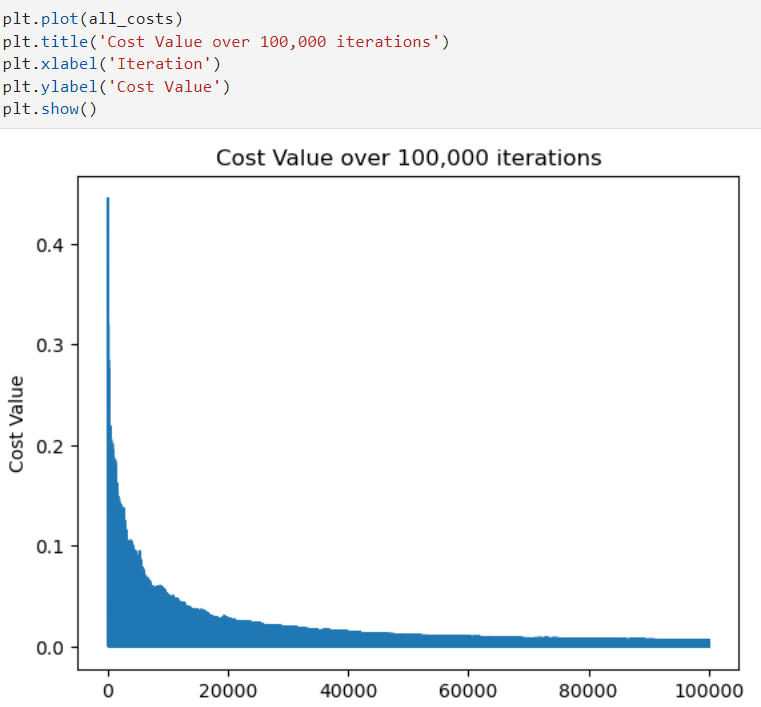 plt.plot(all_costs)
plt.title('Cost Value over 100,000 iterations')
plt.xlabel('Iteration')
plt.ylabel('Cost Value')
plt.show()
Cost Value over 100,000 iterations
0.4
0.3
0.2
0.1
0.0
Cost Value
0 20000 40000 60000 80000 100000